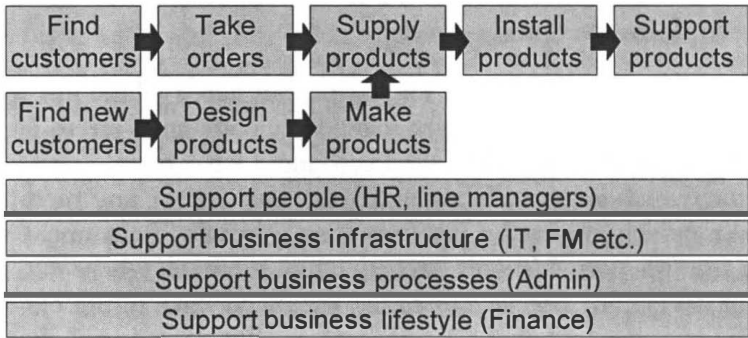 Find customers
Take orders
Supply products
Install products
Support products
Find new customers
Design products
Make products
Support people (HR, line managers)
Support business infrastructure (IT, FM etc.)
Support business processes (Admin)
Support business lifestyle (Finance)